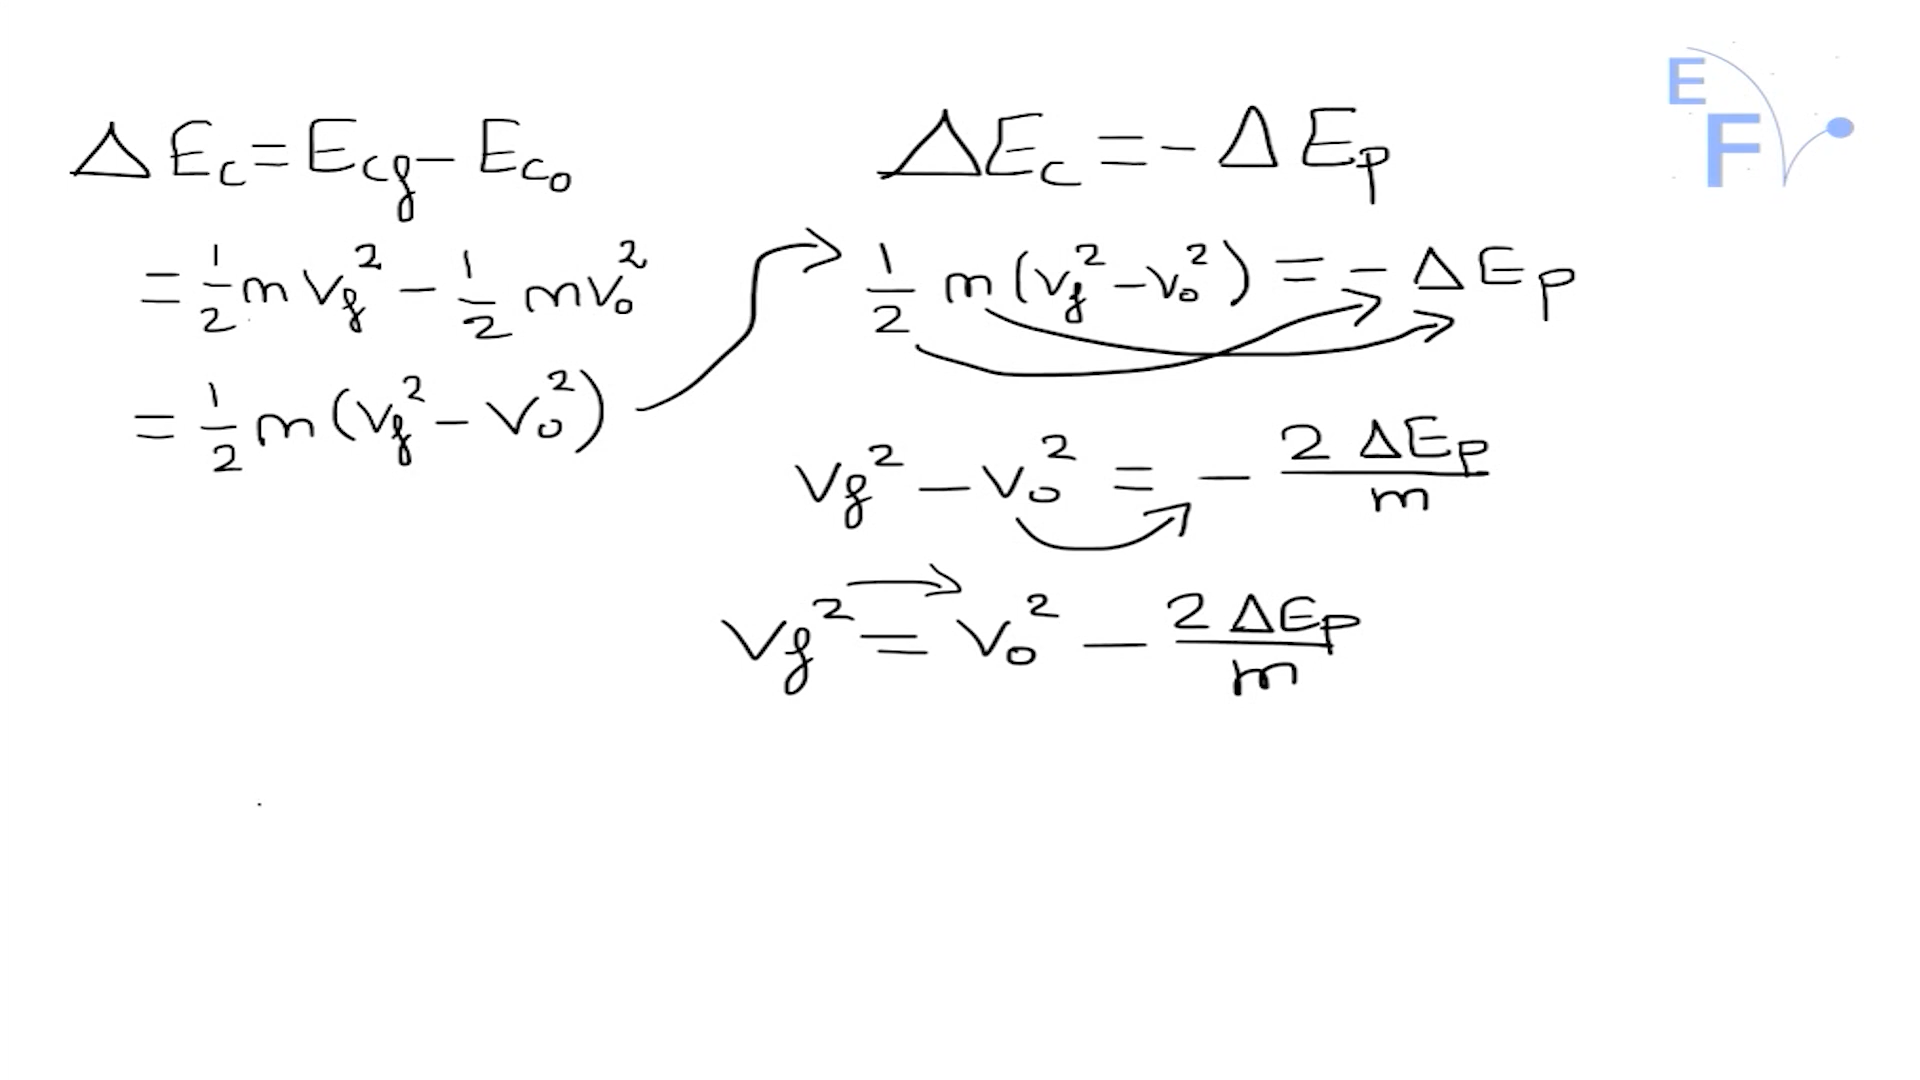 ΔEc = Ecf - Eco
= 1/2 m vf² - 1/2 m vo²
= 1/2 m (vf² - vo²)
ΔEc = - ΔEp
1/2 m (vf² - vo²) = - ΔEp
vf² - vo² = - 2 ΔEp / m
vf² = vo² - 2 ΔEp / m
E
F